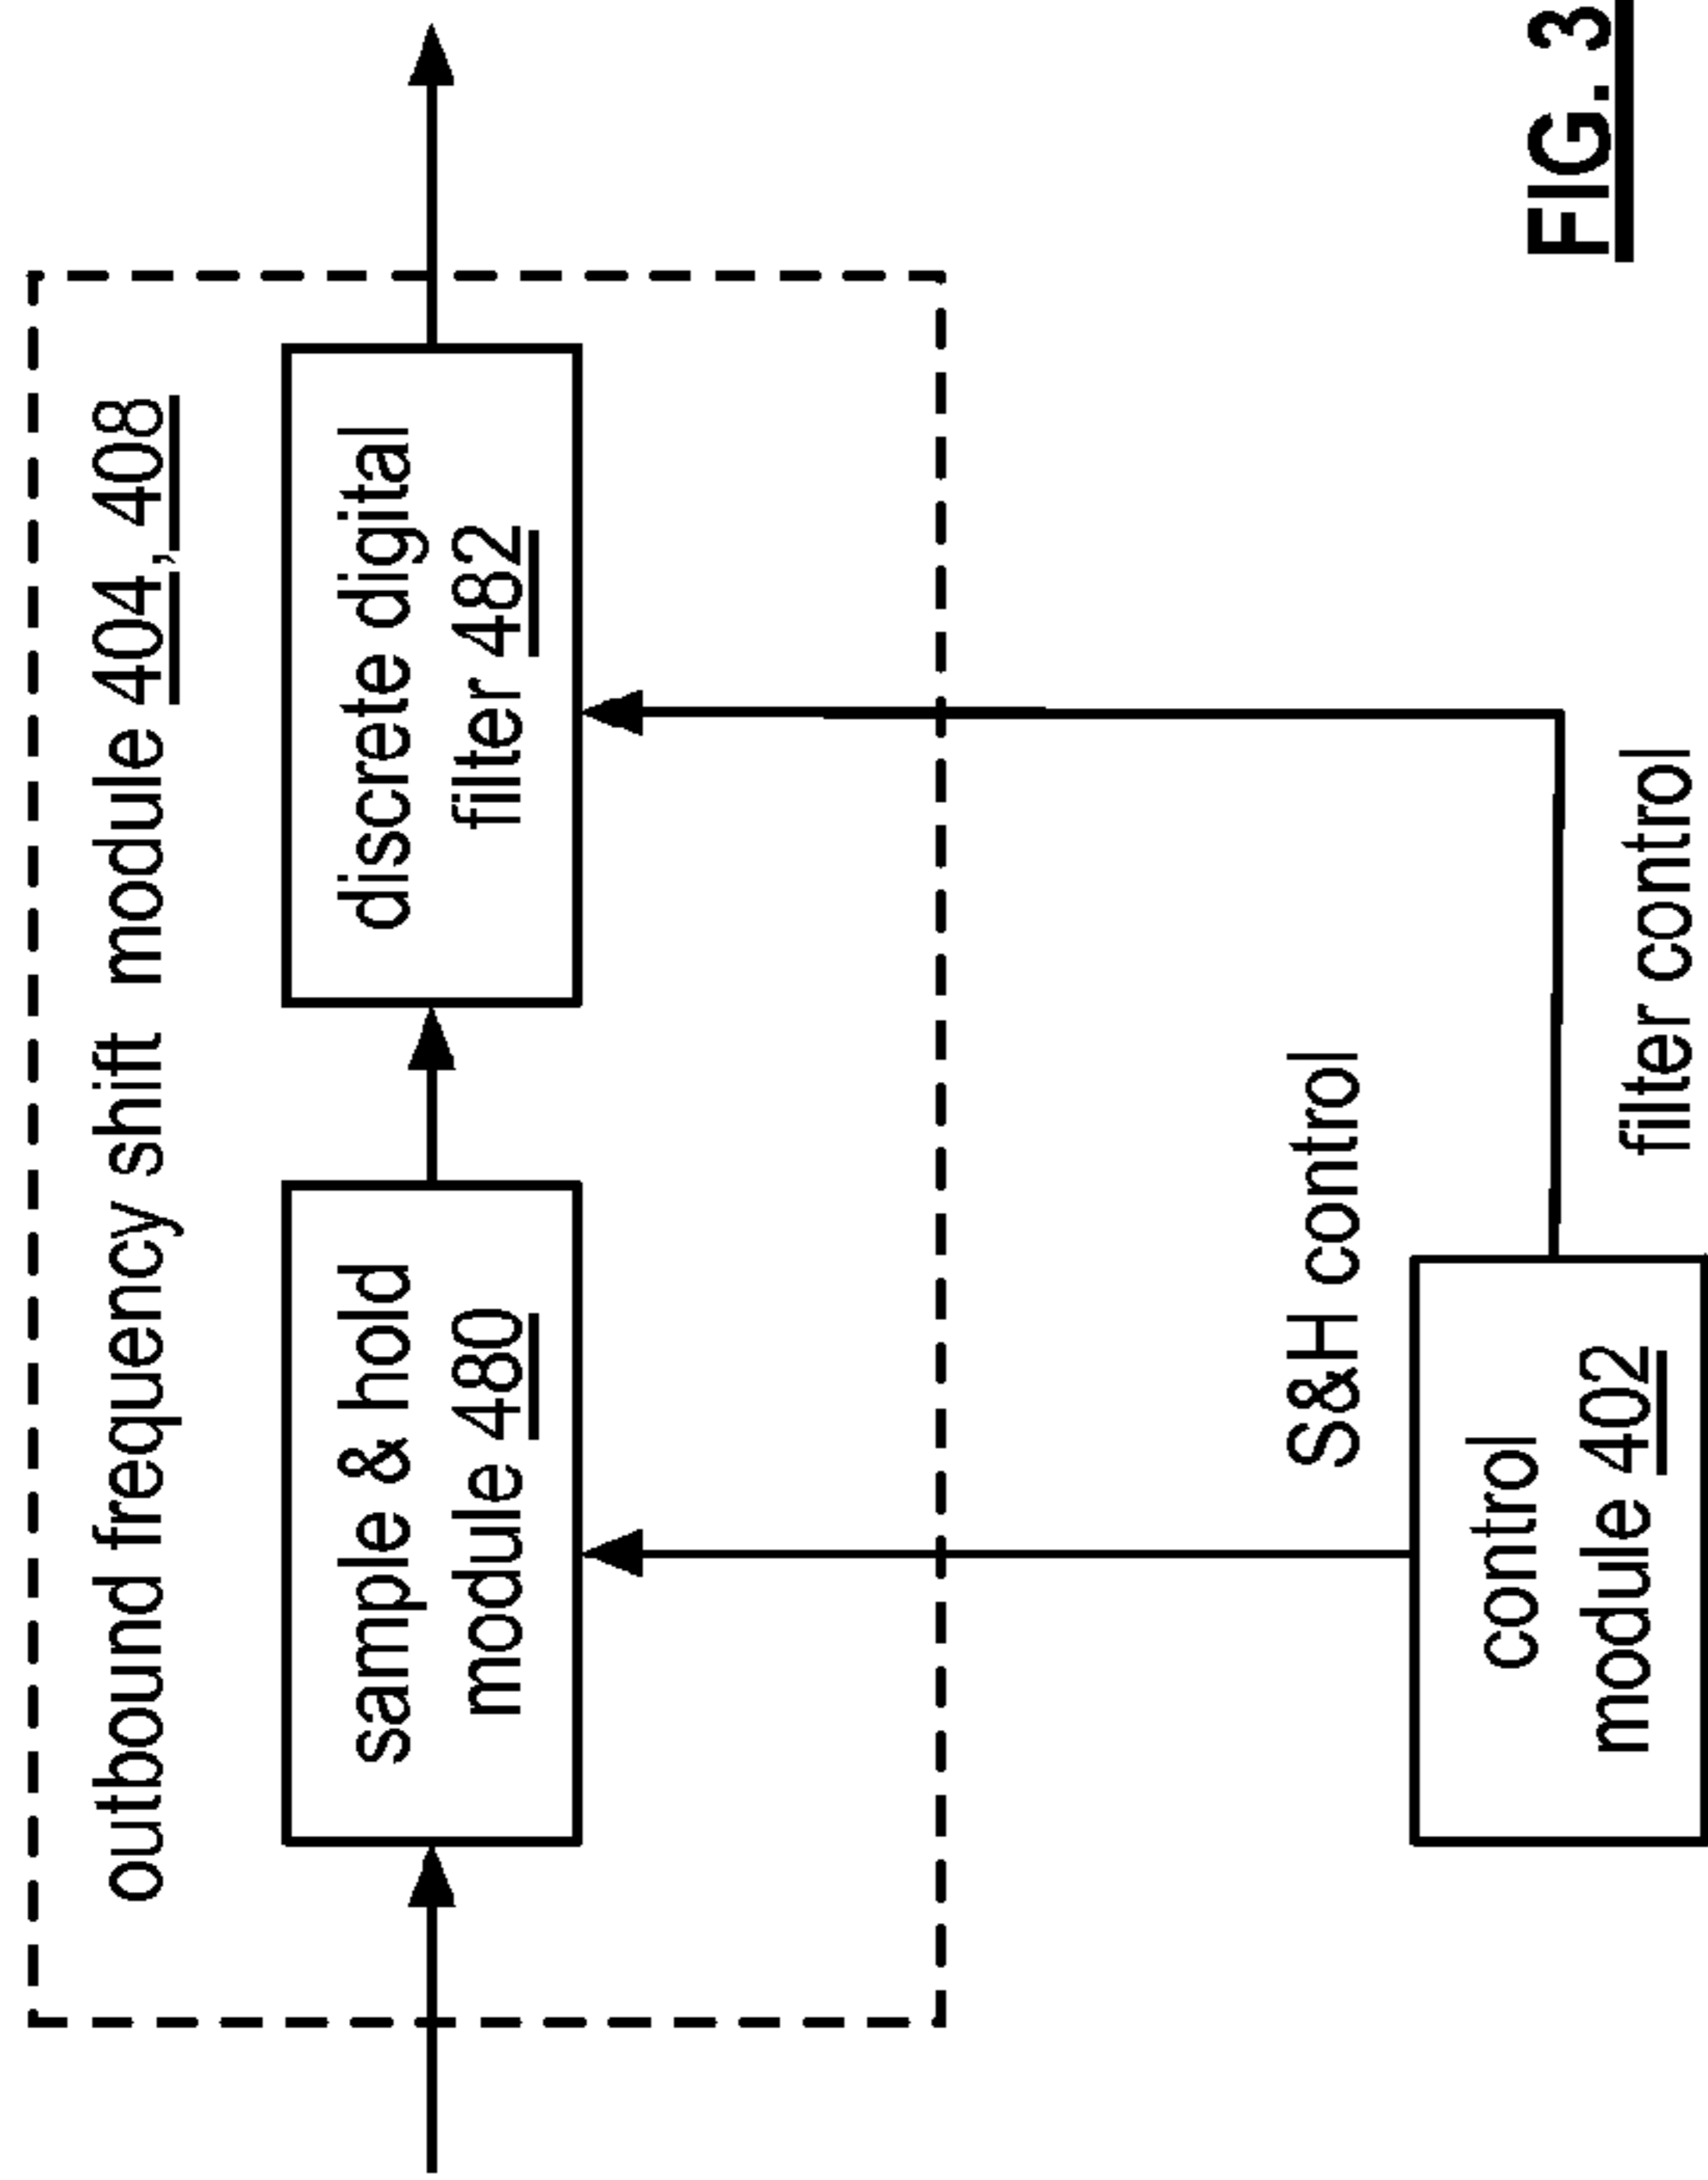 outbound frequency shift module 404, 408
sample & hold
module 480
discrete digital
filter 482
S&H control
control
module 402
filter control
FIG. 3